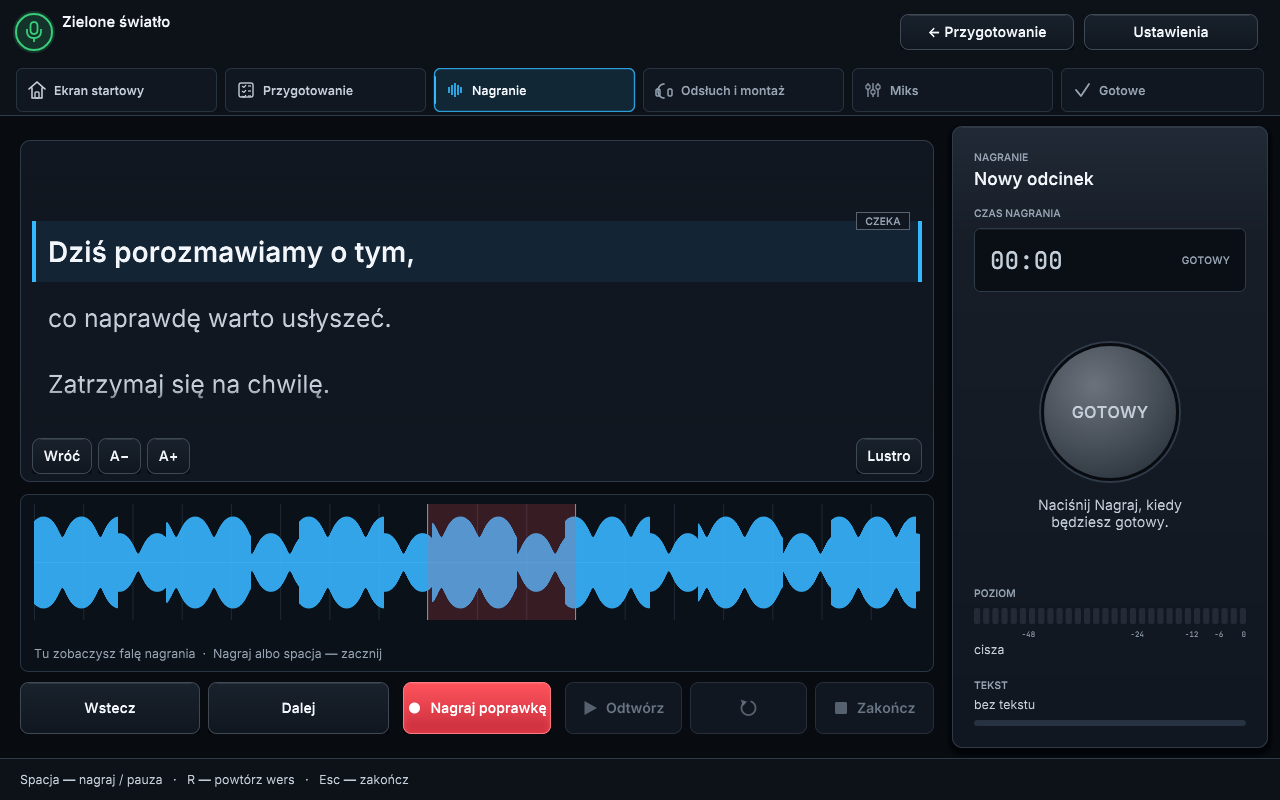 Zielone światło
← Przygotowanie
Ustawienia
Ekran startowy
Przygotowanie
Nagranie
Odsłuch i montaż
Miks
Gotowe
CZEKA
Dziś porozmawiamy o tym,
co naprawdę warto usłyszeć.
Zatrzymaj się na chwilę.
Wróć
A−
A+
Lustro
Tu zobaczysz falę nagrania · Nagraj albo spacja — zacznij
Wstecz
Dalej
Nagraj poprawkę
Odtwórz
Zakończ
NAGRANIE
Nowy odcinek
CZAS NAGRANIA
00:00
GOTOWY
GOTOWY
Naciśnij Nagraj, kiedy
będziesz gotowy.
POZIOM
-48 -24 -12 -6 0
cisza
TEKST
bez tekstu
Spacja — nagraj / pauza · R — powtórz wers · Esc — zakończ